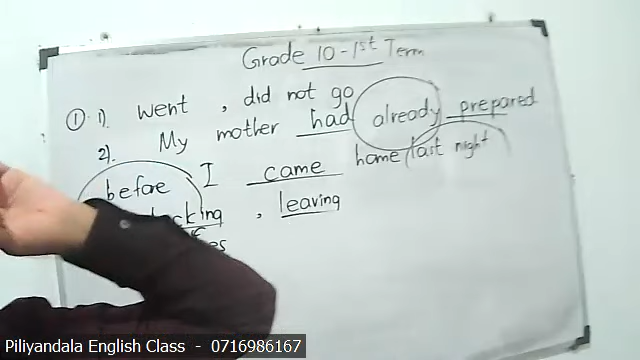 Grade 10 - 1st Term
① 1). went , did not go
2). My mother had already prepared
before I came home last night
, leaving
Piliyandala English Class - 0716986167